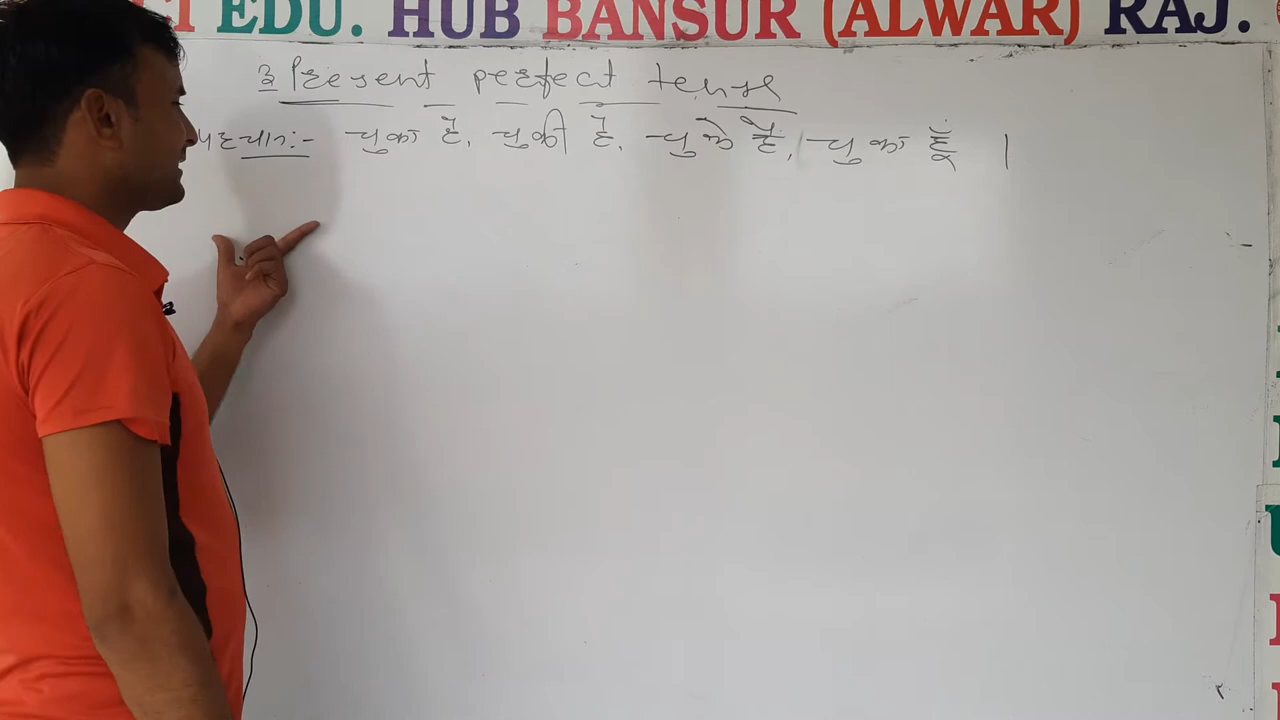 EDU. HUB BANSUR (ALWAR) RAJ.
3 Present perfect tense
पहचान:- चुका है, चुकी है, चुके हैं, चुका हूँ ।